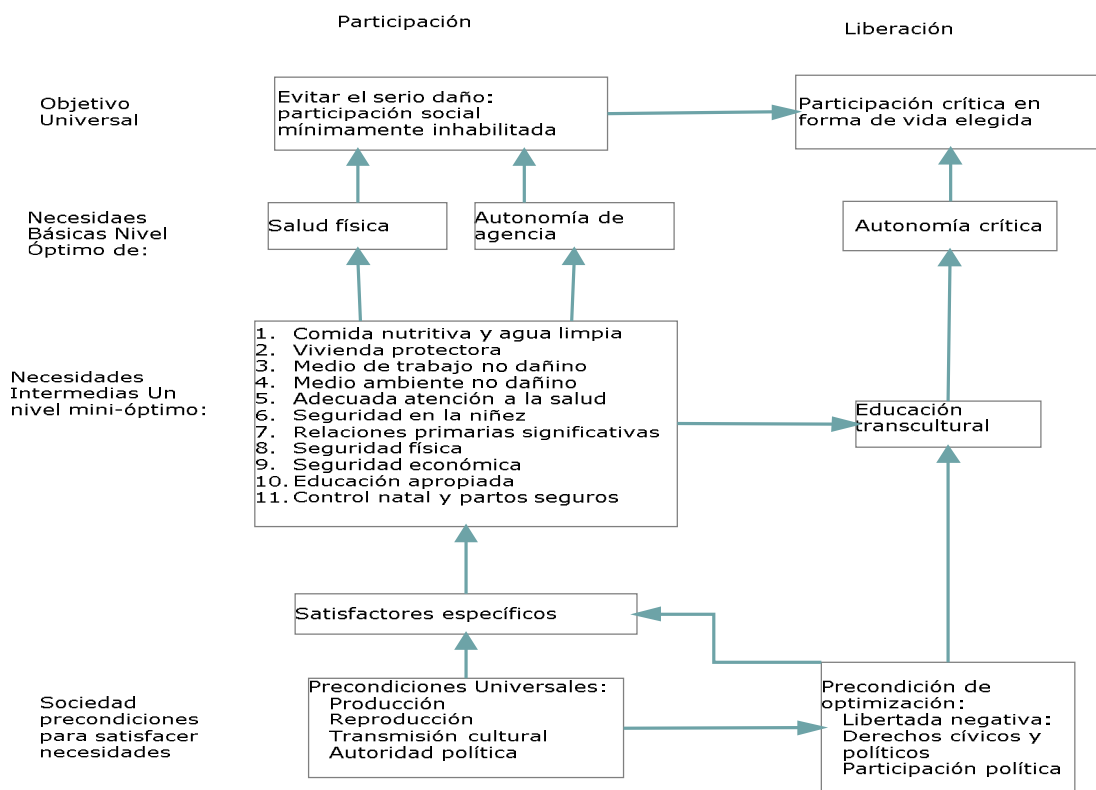 Participación
Liberación
Objetivo
Universal
Evitar el serio daño:
participación social
mínimamente inhabilitada
Participación crítica en
forma de vida elegida
Necesidaes
Básicas Nivel
Óptimo de:
Salud física
Autonomía de
agencia
Autonomía crítica
Necesidades
Intermedias Un
nivel mini-óptimo:
1. Comida nutritiva y agua limpia
2. Vivienda protectora
3. Medio de trabajo no dañino
4. Medio ambiente no dañino
5. Adecuada atención a la salud
6. Seguridad en la niñez
7. Relaciones primarias significativas
8. Seguridad física
9. Seguridad económica
10. Educación apropiada
11. Control natal y partos seguros
Educación
transcultural
Satisfactores específicos
Sociedad
precondiciones
para satisfacer
necesidades
Precondiciones Universales:
Producción
Reproducción
Transmisión cultural
Autoridad política
Precondición de
optimización:
Libertada negativa:
Derechos cívicos y
políticos
Participación política